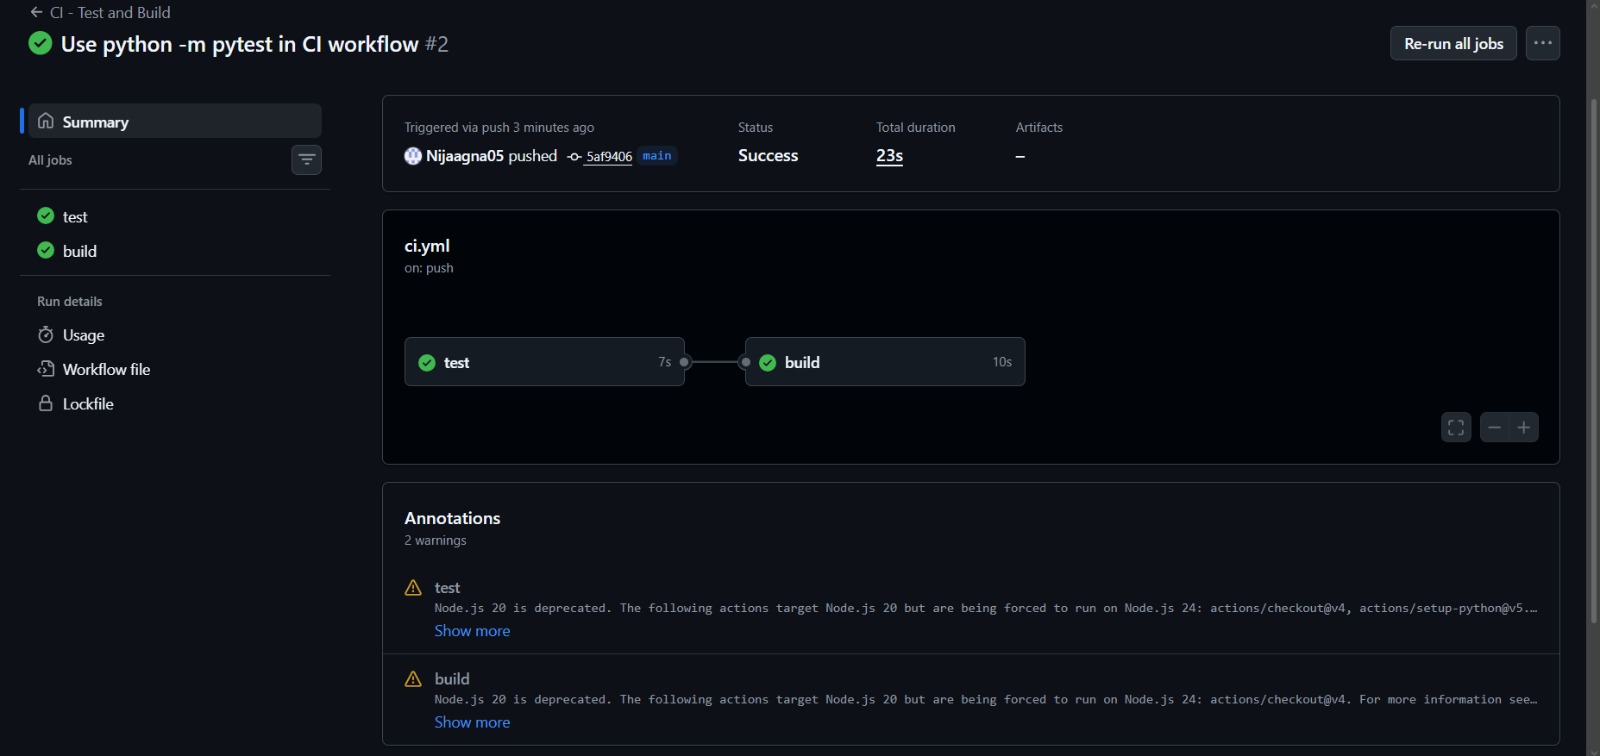 ← CI - Test and Build
Use python -m pytest in CI workflow #2
Re-run all jobs
Summary
All jobs
test
build
Run details
Usage
Workflow file
Lockfile
Triggered via push 3 minutes ago
Nijaagna05 pushed 5af9406 main
Status
Success
Total duration
23s
Artifacts
–
ci.yml
on: push
test 7s
build 10s
Annotations
2 warnings
test
Node.js 20 is deprecated. The following actions target Node.js 20 but are being forced to run on Node.js 24: actions/checkout@v4, actions/setup-python@v5.…
Show more
build
Node.js 20 is deprecated. The following actions target Node.js 20 but are being forced to run on Node.js 24: actions/checkout@v4. For more information see…
Show more